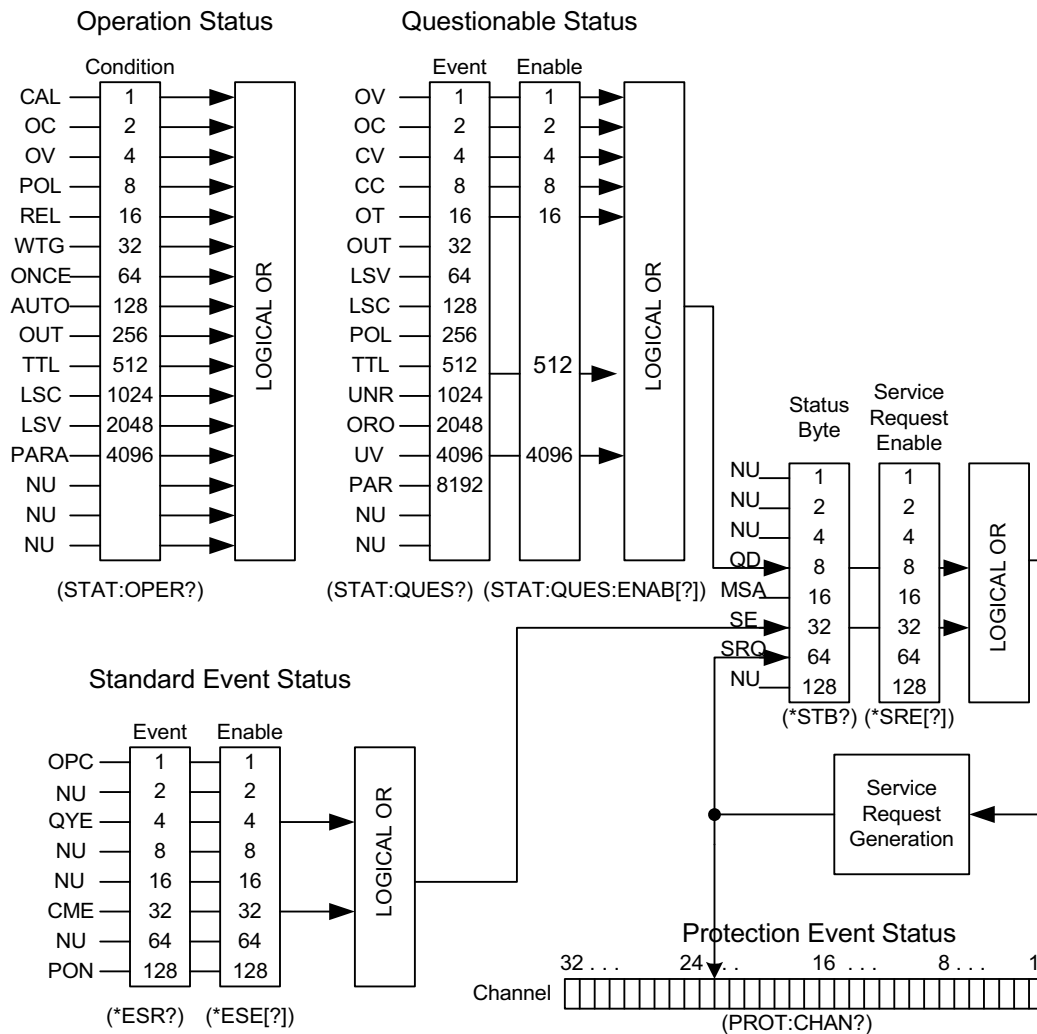 Operation Status
Condition
CAL 1
OC 2
OV 4
POL 8
REL 16
WTG 32
ONCE 64
AUTO 128
OUT 256
TTL 512
LSC 1024
LSV 2048
PARA 4096
NU
NU
NU
LOGICAL OR
(STAT:OPER?)
Questionable Status
Event Enable
OV 1 1
OC 2 2
CV 4 4
CC 8 8
OT 16 16
OUT 32
LSV 64
LSC 128
POL 256
TTL 512 512
UNR 1024
ORO 2048
UV 4096 4096
PAR 8192
NU
NU
LOGICAL OR
(STAT:QUES?) (STAT:QUES:ENAB[?])
Status Byte
Service Request Enable
NU 1 1
NU 2 2
NU 4 4
QD 8 8
MSA 16 16
SE 32 32
SRQ 64 64
NU 128 128
LOGICAL OR
(*STB?) (*SRE[?])
Standard Event Status
Event Enable
OPC 1 1
NU 2 2
QYE 4 4
NU 8 8
NU 16 16
CME 32 32
NU 64 64
PON 128 128
LOGICAL OR
(*ESR?) (*ESE[?])
Service
Request
Generation
Protection Event Status
32 . . . 24 . . . 16 . . . 8 . . . 1
Channel
(PROT:CHAN?)